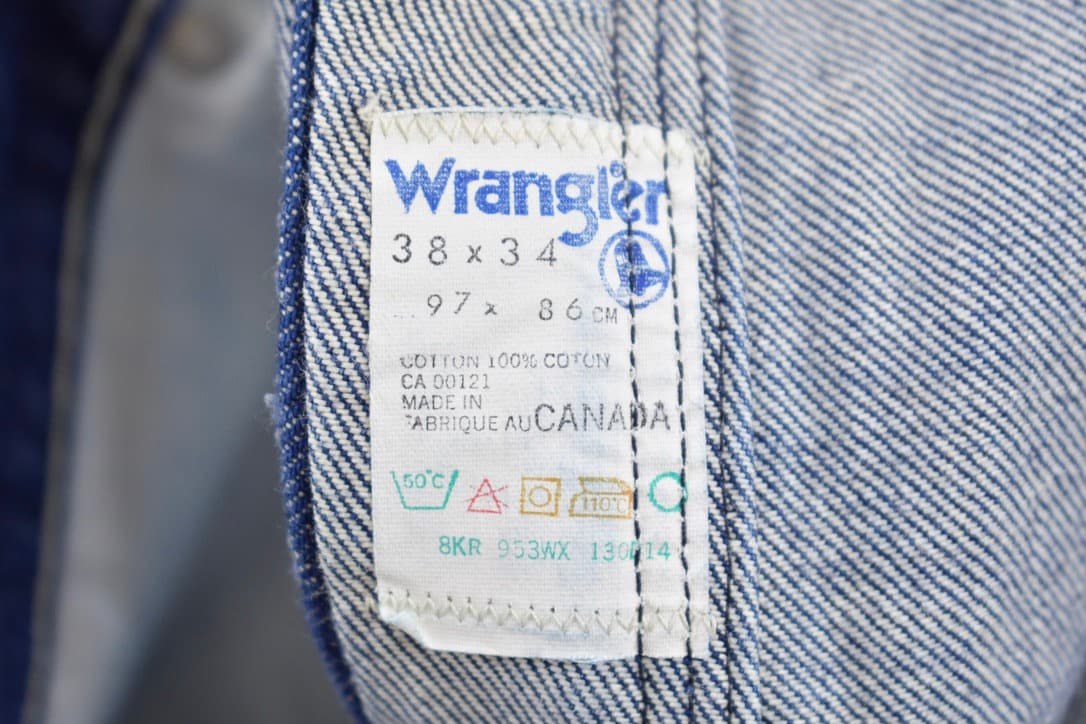 Wrangler®
38 x 34
97 x 86 CM
COTTON 100% COTON
CA 00121
MADE IN
FABRIQUE AU CANADA
50°C
110°C
8KR 953WX 14